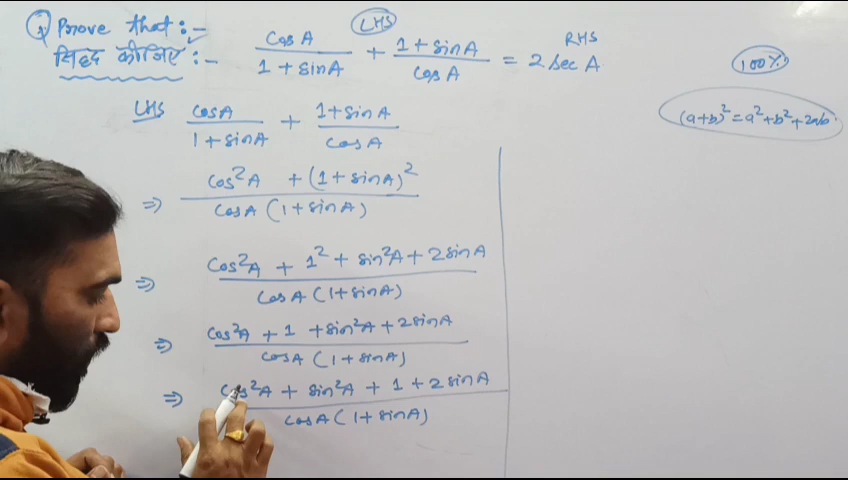 Q Prove that :-
सिद्ध कीजिए :-
LHS
RHS
cosA/(1+sinA) + (1+sinA)/cosA = 2 sec A
100%
(a+b)² = a²+b²+2ab
LHS cosA/(1+sinA) + (1+sinA)/cosA
⇒ (cos²A + (1+sinA)²)/(cosA (1+sinA))
⇒ (cos²A + 1² + sin²A + 2sinA)/(cosA (1+sinA))
⇒ (cos²A + 1 + sin²A + 2sinA)/(cosA (1+sinA))
⇒ (cos²A + sin²A + 1 + 2sinA)/(cosA (1+sinA))